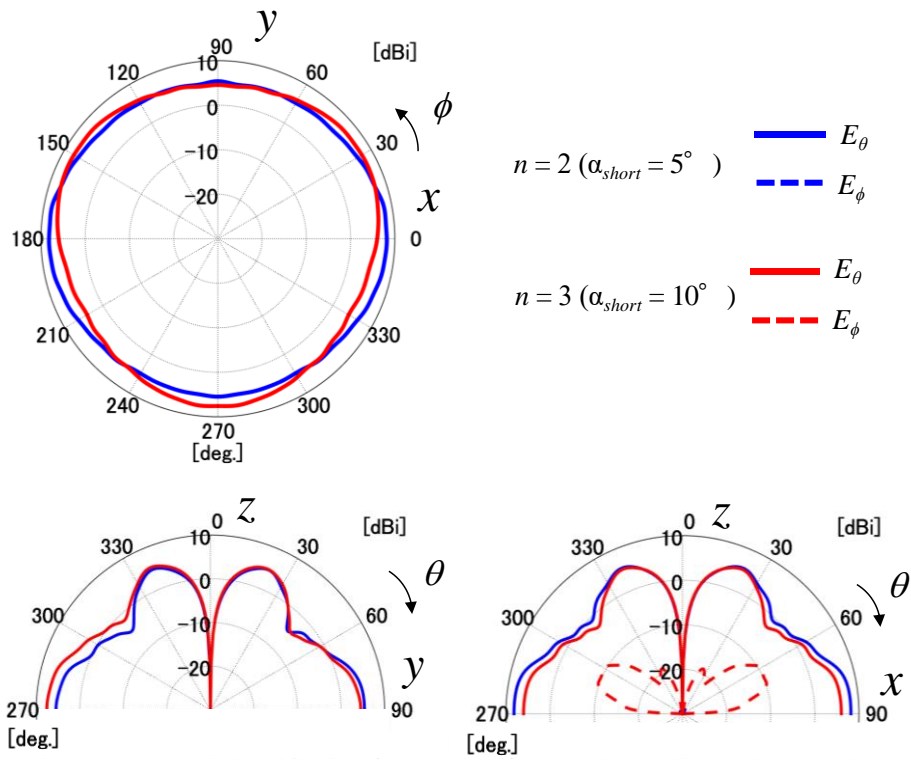 y
[dBi]
90
10
120
60
0
ϕ
150
30
-10
-20
x
180
0
210
330
240
300
270
[deg.]
n = 2 (αshort = 5°)
Eθ
Eϕ
n = 3 (αshort = 10°)
Eθ
Eϕ
z
0
10
[dBi]
330
30
0
θ
300
60
-10
-20
y
270
90
[deg.]
z
0
10
[dBi]
330
30
0
θ
300
60
-10
-20
x
270
90
[deg.]